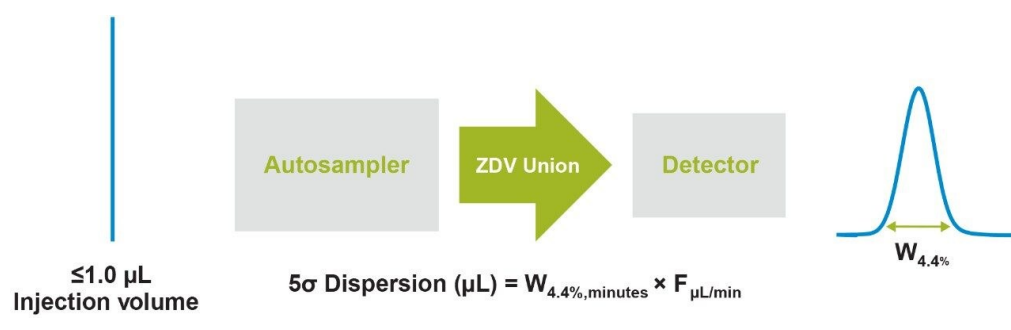 Autosampler
ZDV Union
Detector
W4.4%
≤1.0 µL
Injection volume
5σ Dispersion (µL) = W4.4%,minutes × FµL/min